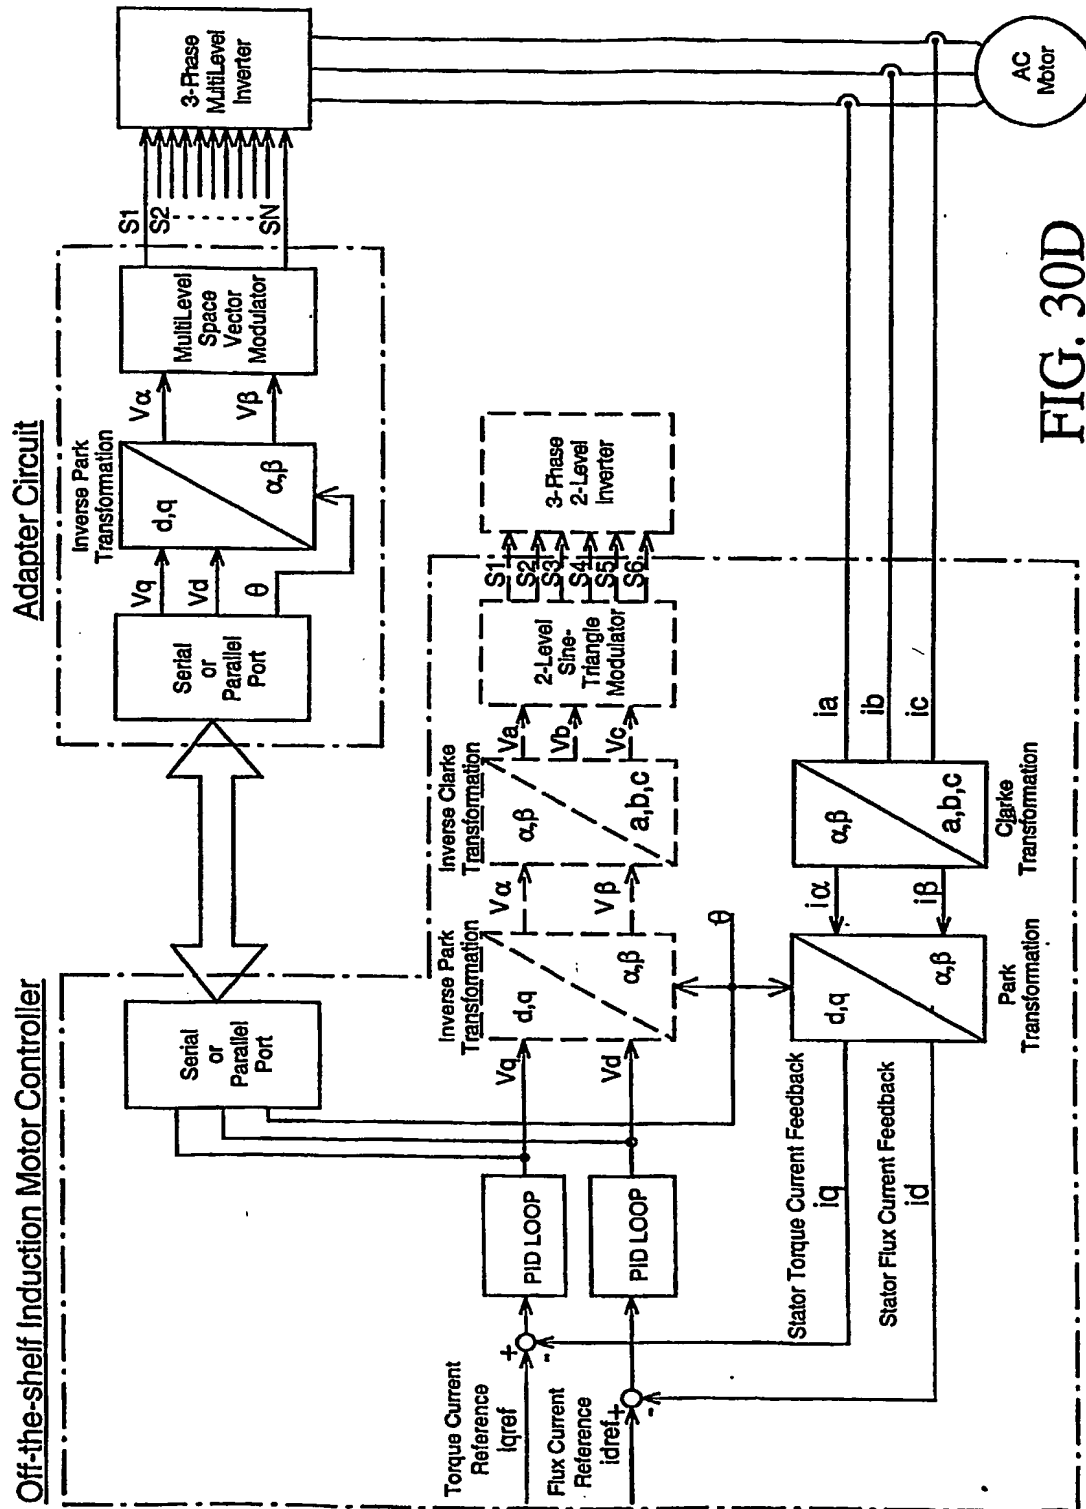 Off-the-shelf Induction Motor Controller
Adapter Circuit
Serial
or
Parallel
Port
Serial
or
Parallel
Port
Vq
Vd
θ
Inverse Park
Transformation
d,q
α,β
Vα
Vβ
MultiLevel
Space
Vector
Modulator
S1
S2
SN
3-Phase
MultiLevel
Inverter
Torque Current
Reference
Iqref
+
-
PID LOOP
Flux Current
Reference
idref
+
-
PID LOOP
Vq
Vd
Inverse Park
Transformation
d,q
α,β
Vα
Vβ
Inverse Clarke
Transformation
α,β
a,b,c
Va
Vb
Vc
2-Level
Sine-
Triangle
Modulator
S1
S2
S3
S4
S5
S6
3-Phase
2-Level
Inverter
θ
Stator Torque Current Feedback
iq
Stator Flux Current Feedback
id
d,q
α,β
Park
Transformation
iα
iβ
α,β
a,b,c
Clarke
Transformation
ia
ib
ic
AC
Motor
FIG. 30D